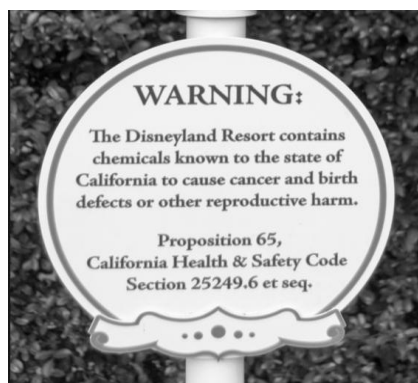 WARNING:
The Disneyland Resort contains
chemicals known to the state of
California to cause cancer and birth
defects or other reproductive harm.
Proposition 65,
California Health & Safety Code
Section 25249.6 et seq.